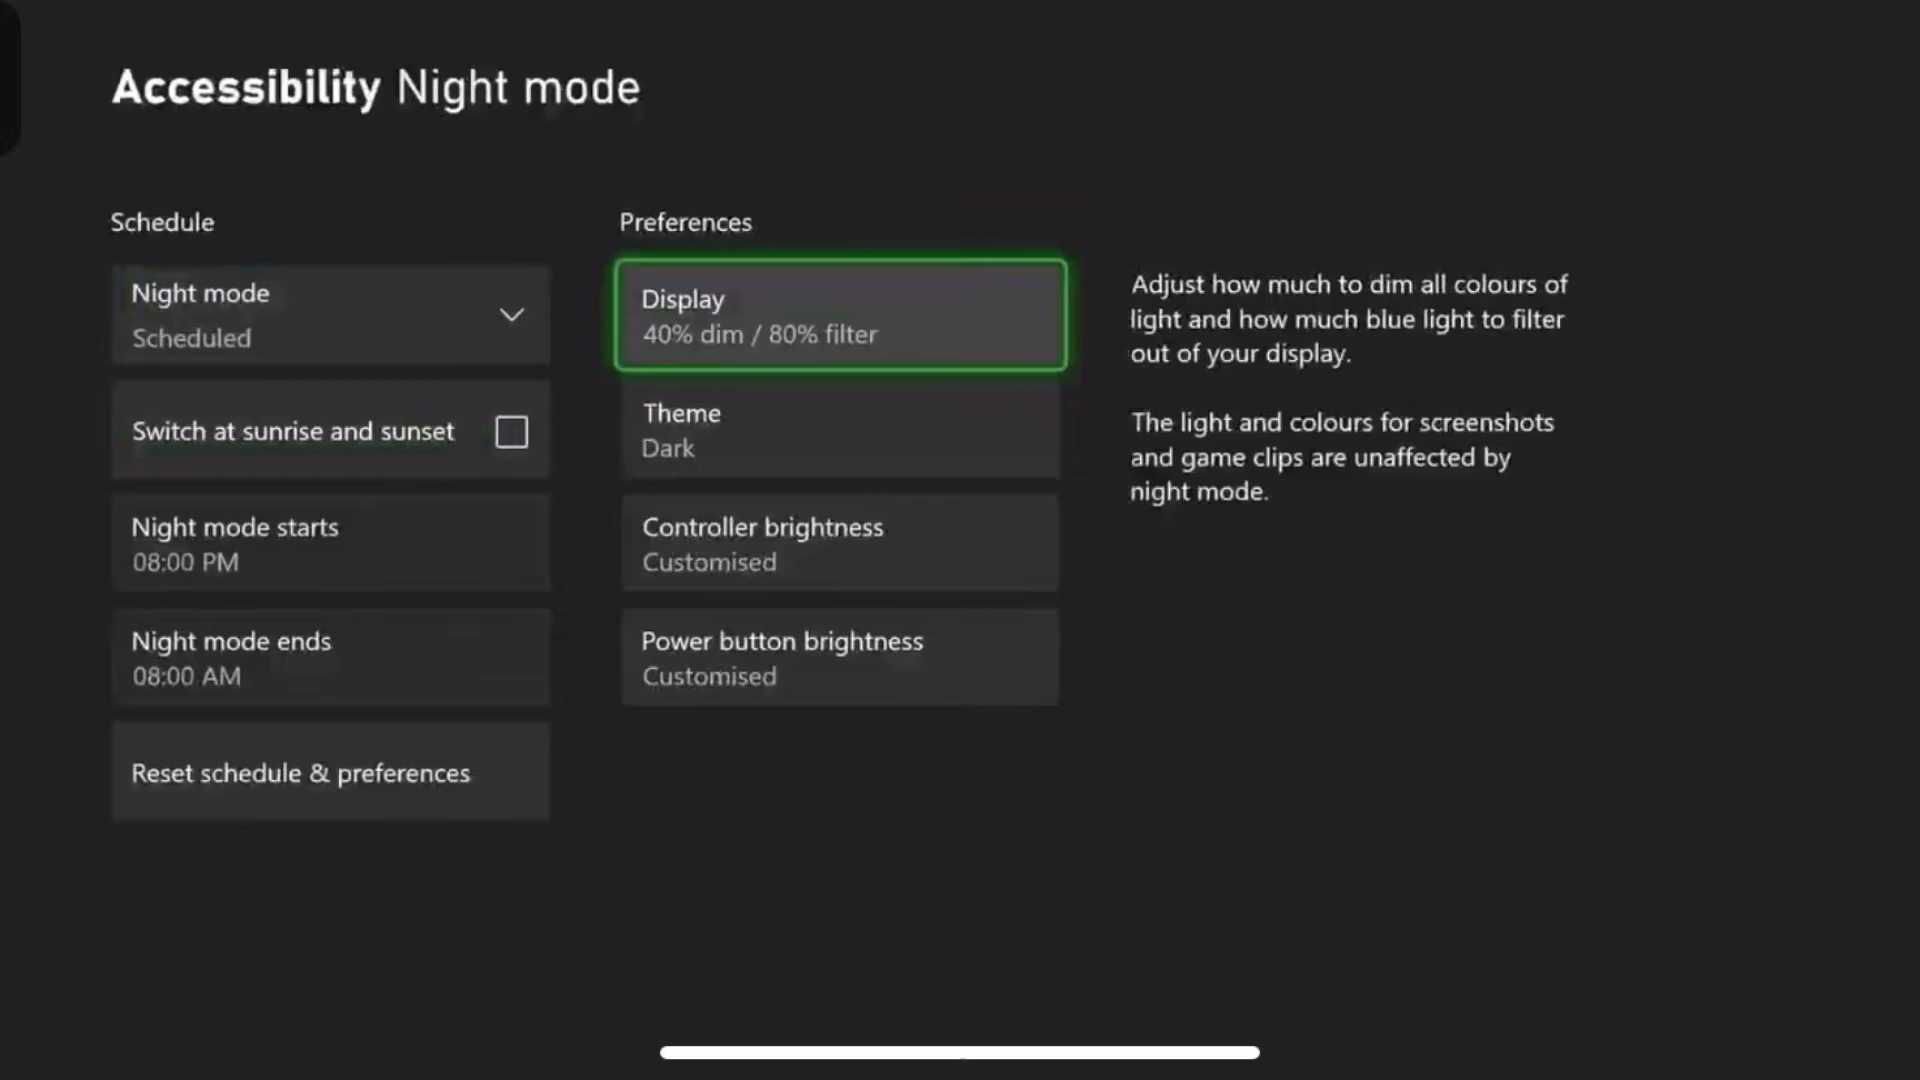 Accessibility Night mode
Schedule
Night mode
Scheduled
Switch at sunrise and sunset
Night mode starts
08:00 PM
Night mode ends
08:00 AM
Reset schedule & preferences
Preferences
Display
40% dim / 80% filter
Theme
Dark
Controller brightness
Customised
Power button brightness
Customised
Adjust how much to dim all colours of
light and how much blue light to filter
out of your display.
The light and colours for screenshots
and game clips are unaffected by
night mode.